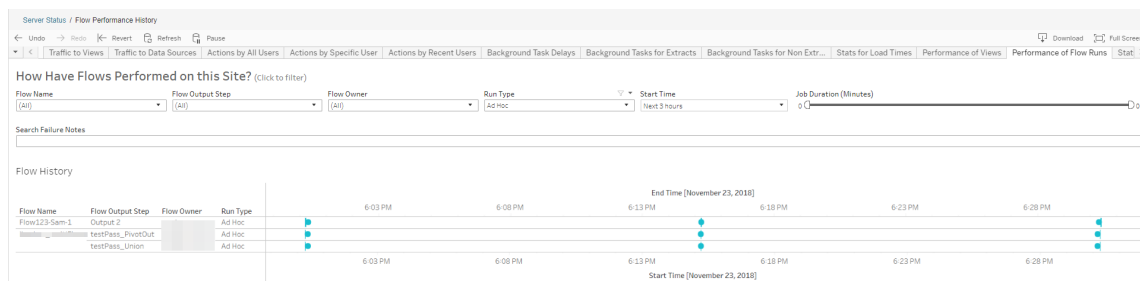 Server Status / Flow Performance History
Undo Redo Revert Refresh Pause Download Full Scree
Traffic to Views Traffic to Data Sources Actions by All Users Actions by Specific User Actions by Recent Users Background Task Delays Background Tasks for Extracts Background Tasks for Non Extr... Stats for Load Times Performance of Views Performance of Flow Runs Stat
How Have Flows Performed on this Site? (Click to filter)
Flow Name Flow Output Step Flow Owner Run Type Start Time Job Duration (Minutes)
(All) (All) (All) Ad Hoc Next 3 hours 0 0
Search Failure Notes
Flow History
End Time [November 23, 2018]
6:03 PM 6:08 PM 6:13 PM 6:18 PM 6:23 PM 6:28 PM
Flow Name Flow Output Step Flow Owner Run Type
Flow123-Sam-1 Output 2 Ad Hoc
testPass_PivotOut Ad Hoc
testPass_Union Ad Hoc
6:03 PM 6:08 PM 6:13 PM 6:18 PM 6:23 PM 6:28 PM
Start Time [November 23, 2018]